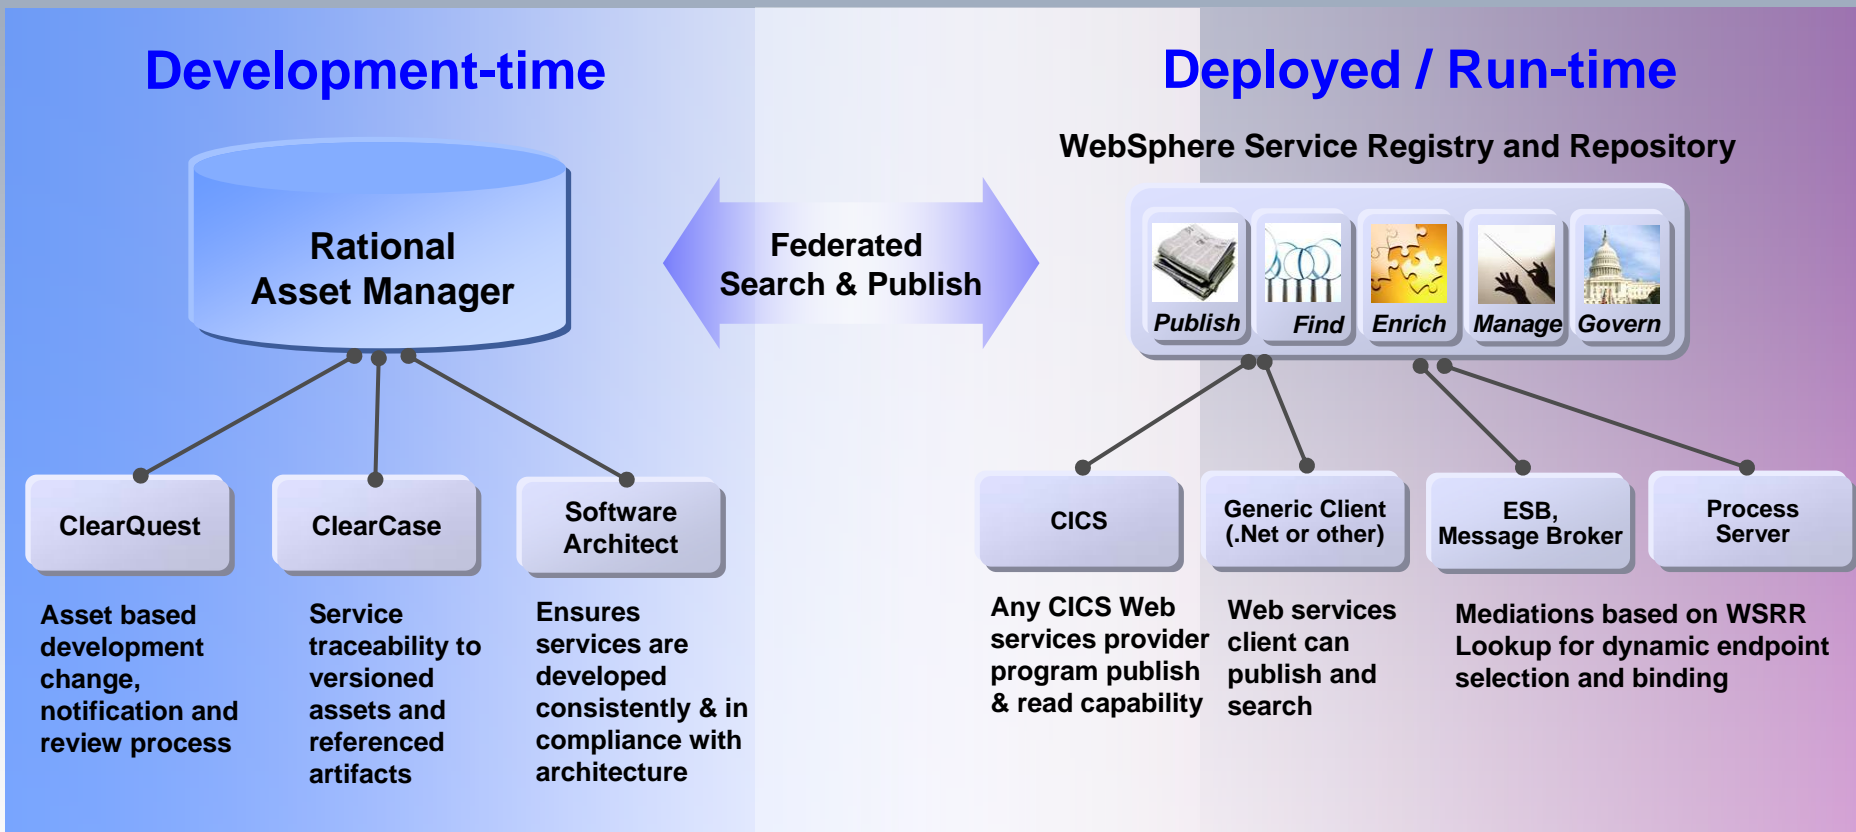 Development-time
Deployed / Run-time
WebSphere Service Registry and Repository
Rational
Asset Manager
Federated
Search & Publish
Publish
Find
Enrich
Manage
Govern
ClearQuest
ClearCase
Software
Architect
CICS
Generic Client
(.Net or other)
ESB,
Message Broker
Process
Server
Asset based
development
change,
notification and
review process
Service
traceability to
versioned
assets and
referenced
artifacts
Ensures
services are
developed
consistently & in
compliance with
architecture
Any CICS Web
services provider
program publish
& read capability
Web services
client can
publish and
search
Mediations based on WSRR
Lookup for dynamic endpoint
selection and binding